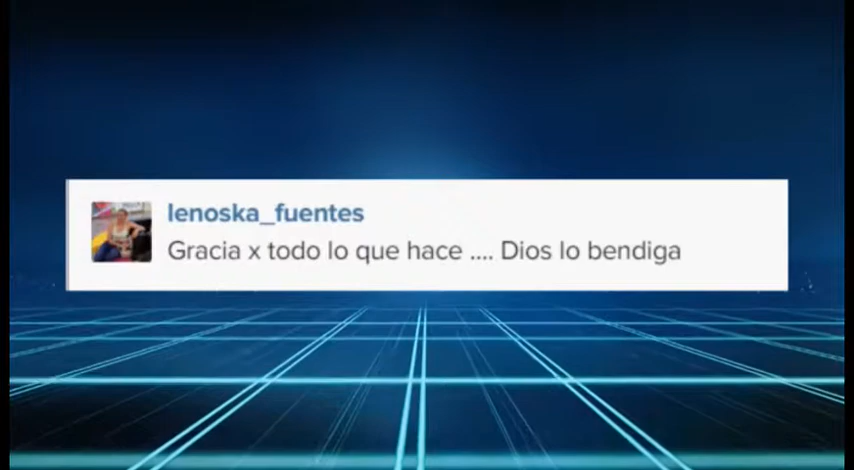 lenoska_fuentes
Gracia x todo lo que hace .... Dios lo bendiga